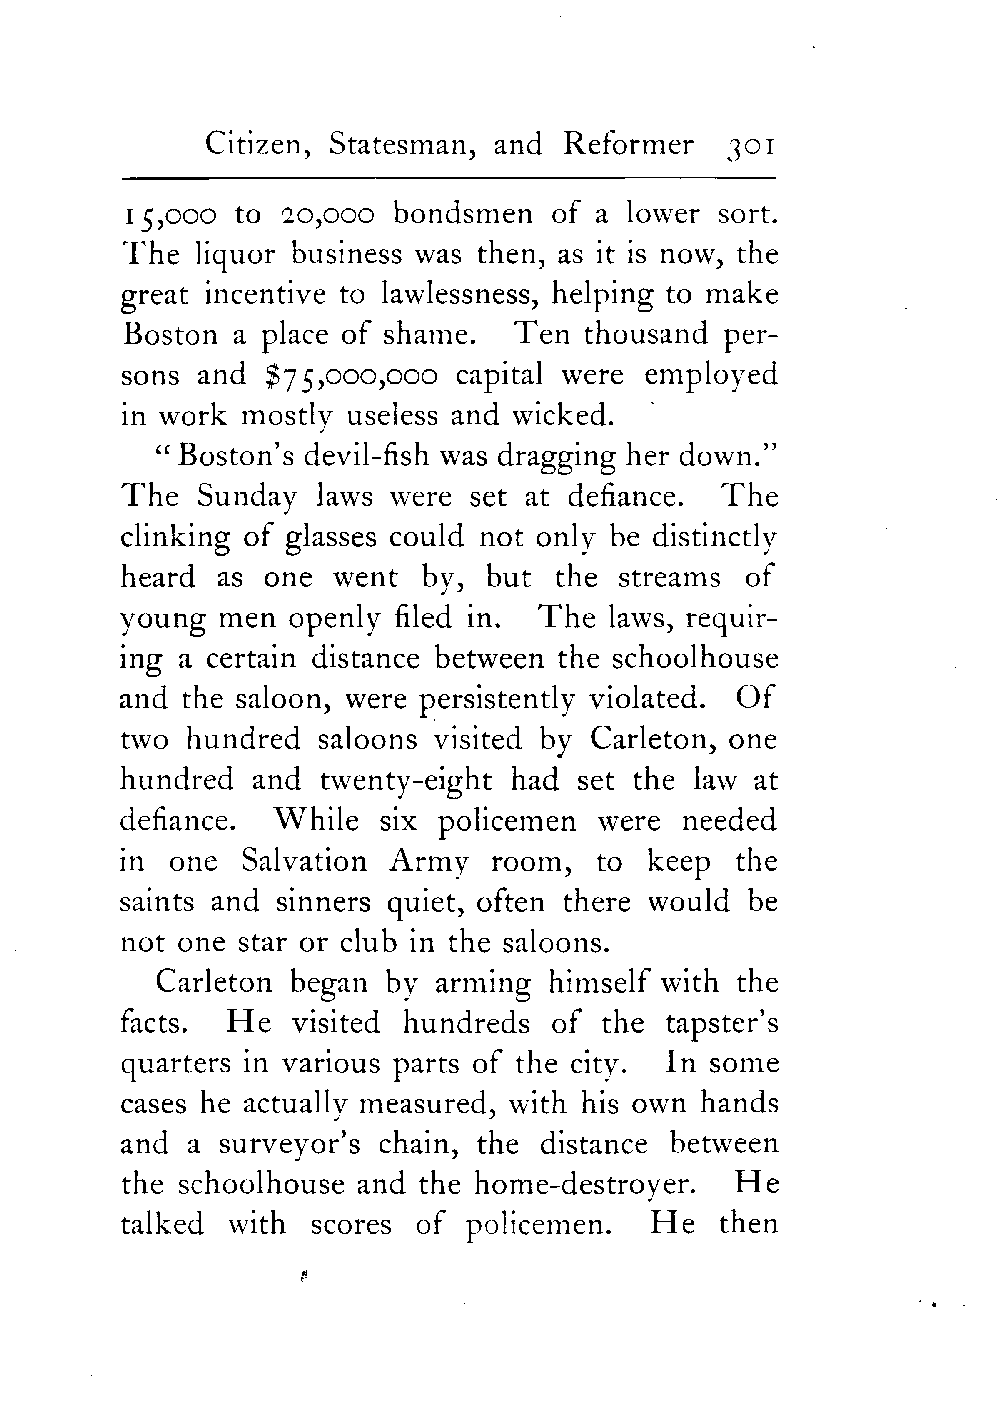 Citizen, Statesman, and Reformer 301
15,000 to 20,000 bondsmen of a lower sort.
The liquor business was then, as it is now, the
great incentive to lawlessness, helping to make
Boston a place of shame. Ten thousand per-
sons and $75,000,000 capital were employed
in work mostly useless and wicked.
"Boston's devil-fish was dragging her down."
The Sunday laws were set at defiance. The
clinking of glasses could not only be distinctly
heard as one went by, but the streams of
young men openly filed in. The laws, requir-
ing a certain distance between the schoolhouse
and the saloon, were persistently violated. Of
two hundred saloons visited by Carleton, one
hundred and twenty-eight had set the law at
defiance. While six policemen were needed
in one Salvation Army room, to keep the
saints and sinners quiet, often there would be
not one star or club in the saloons.
Carleton began by arming himself with the
facts. He visited hundreds of the tapster's
quarters in various parts of the city. In some
cases he actually measured, with his own hands
and a surveyor's chain, the distance between
the schoolhouse and the home-destroyer. He
talked with scores of policemen. He then